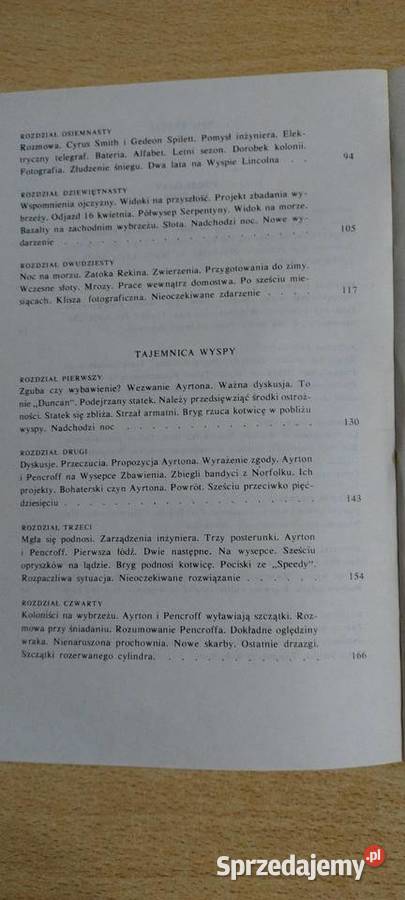 ROZDZIAŁ OSIEMNASTY
Rozmowa. Cyrus Smith i Gedeon Spilett. Pomysł inżyniera. Elek-
tryczny telegraf. Bateria. Alfabet. Letni sezon. Dorobek kolonii.
Fotografia. Złudzenie śniegu. Dwa lata na Wyspie Lincolna . . 94
ROZDZIAŁ DZIEWIĘTNASTY
Wspomnienia ojczyzny. Widoki na przyszłość. Projekt zbadania wy-
brzeży. Odjazd 16 kwietnia. Półwysep Serpentyny. Widok na morze.
Bazalty na zachodnim wybrzeżu. Słota. Nadchodzi noc. Nowe wy-
darzenie . . . . . . . . . . . . . . . . . . . . 105
ROZDZIAŁ DWUDZIESTY
Noc na morzu. Zatoka Rekina. Zwierzenia. Przygotowania do zimy.
Wczesne słoty. Mrozy. Prace wewnątrz domostwa. Po sześciu mie-
siącach. Klisza fotograficzna. Nieoczekiwane zdarzenie . . . . 117
TAJEMNICA WYSPY
ROZDZIAŁ PIERWSZY
Zguba czy wybawienie? Wezwanie Ayrtona. Ważna dyskusja. To
nie „Duncan”. Podejrzany statek. Należy przedsięwziąć środki ostroż-
ności. Statek się zbliża. Strzał armatni. Bryg rzuca kotwicę w pobliżu
wyspy. Nadchodzi noc . . . . . . . . . . . . . . . 130
ROZDZIAŁ DRUGI
Dyskusje. Przeczucia. Propozycja Ayrtona. Wyrażenie zgody. Ayrton
i Pencroff na Wysepce Zbawienia. Zbiegli bandyci z Norfolku. Ich
projekty. Bohaterski czyn Ayrtona. Powrót. Sześciu przeciwko pięć-
dziesięciu . . . . . . . . . . . . . . . . . . . 143
ROZDZIAŁ TRZECI
Mgła się podnosi. Zarządzenia inżyniera. Trzy posterunki. Ayrton
i Pencroff. Pierwsza łódź. Dwie następne. Na wysepce. Sześciu
opryszków na lądzie. Bryg podnosi kotwicę. Pociski ze „Speedy”.
Rozpaczliwa sytuacja. Nieoczekiwane rozwiązanie . . . . . . 154
ROZDZIAŁ CZWARTY
Koloniści na wybrzeżu. Ayrton i Pencroff wyławiają szczątki. Roz-
mowa przy śniadaniu. Rozumowanie Pencroffa. Dokładne oględziny
wraka. Nienaruszona prochownia. Nowe skarby. Ostatnie drzazgi.
Szczątki rozerwanego cylindra. . . . . . . . . . . . . 166
Sprzedajemy.pl